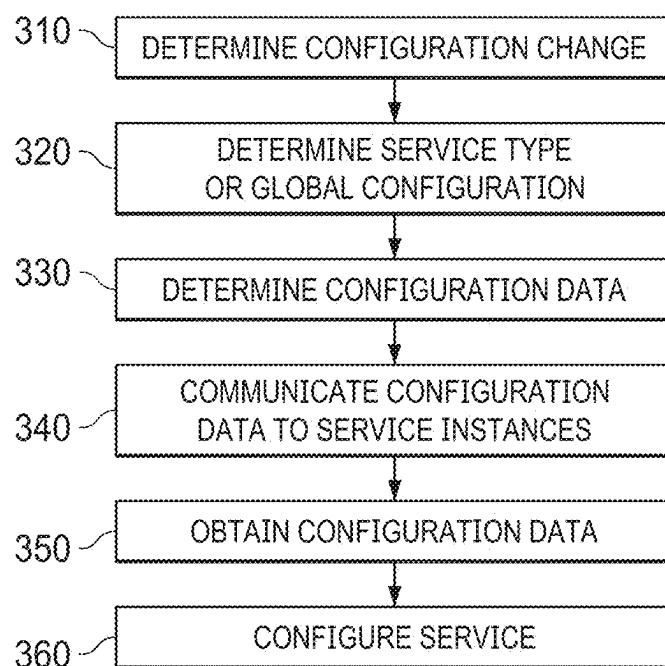 310
DETERMINE CONFIGURATION CHANGE
320
DETERMINE SERVICE TYPE
OR GLOBAL CONFIGURATION
330
DETERMINE CONFIGURATION DATA
340
COMMUNICATE CONFIGURATION
DATA TO SERVICE INSTANCES
350
OBTAIN CONFIGURATION DATA
360
CONFIGURE SERVICE